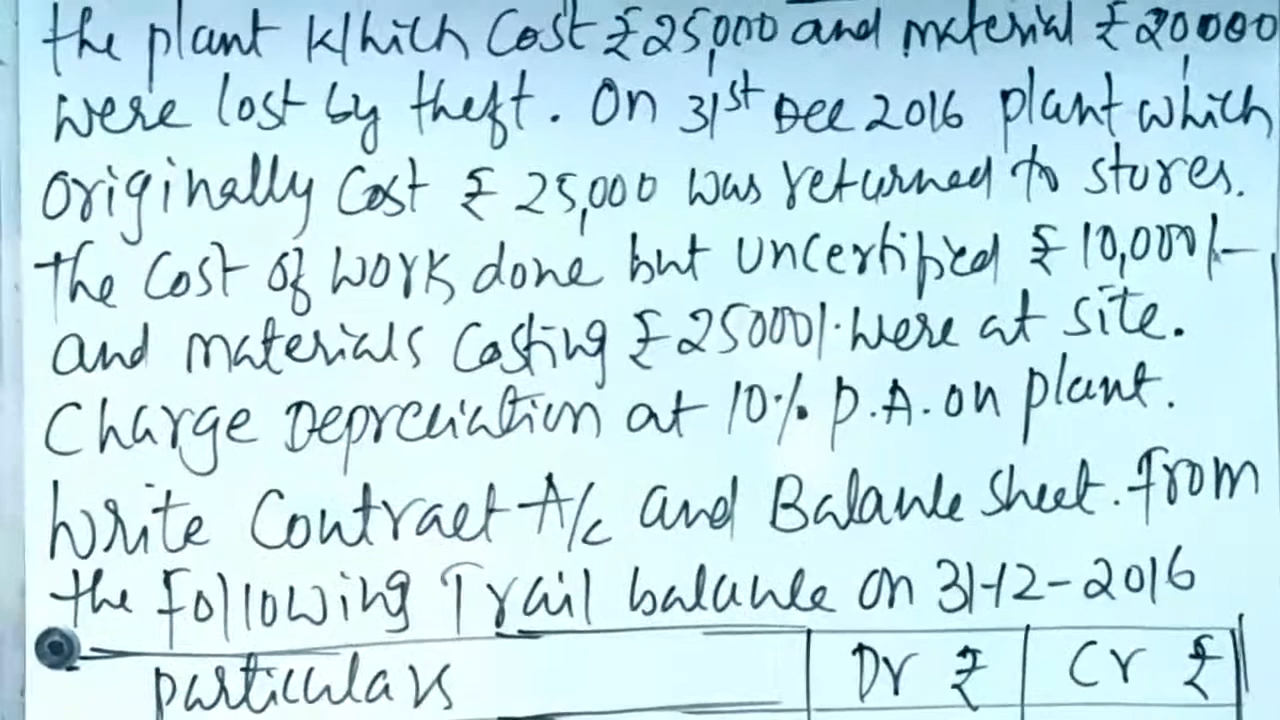 the plant Which Cost ₹ 25,000 and material ₹ 20000
were lost by theft. On 31st Dec 2016 plant which
originally Cost ₹ 25,000 was returned to stores.
the Cost of Work done but Uncertified ₹ 10,000/-
and materials Costing ₹ 25000/- were at site.
Charge Depreciation at 10% P.A. on plant.
Write Contract A/c and Balance Sheet. From
the Following Trail balance on 31-12-2016
particulars Dr ₹ Cr ₹